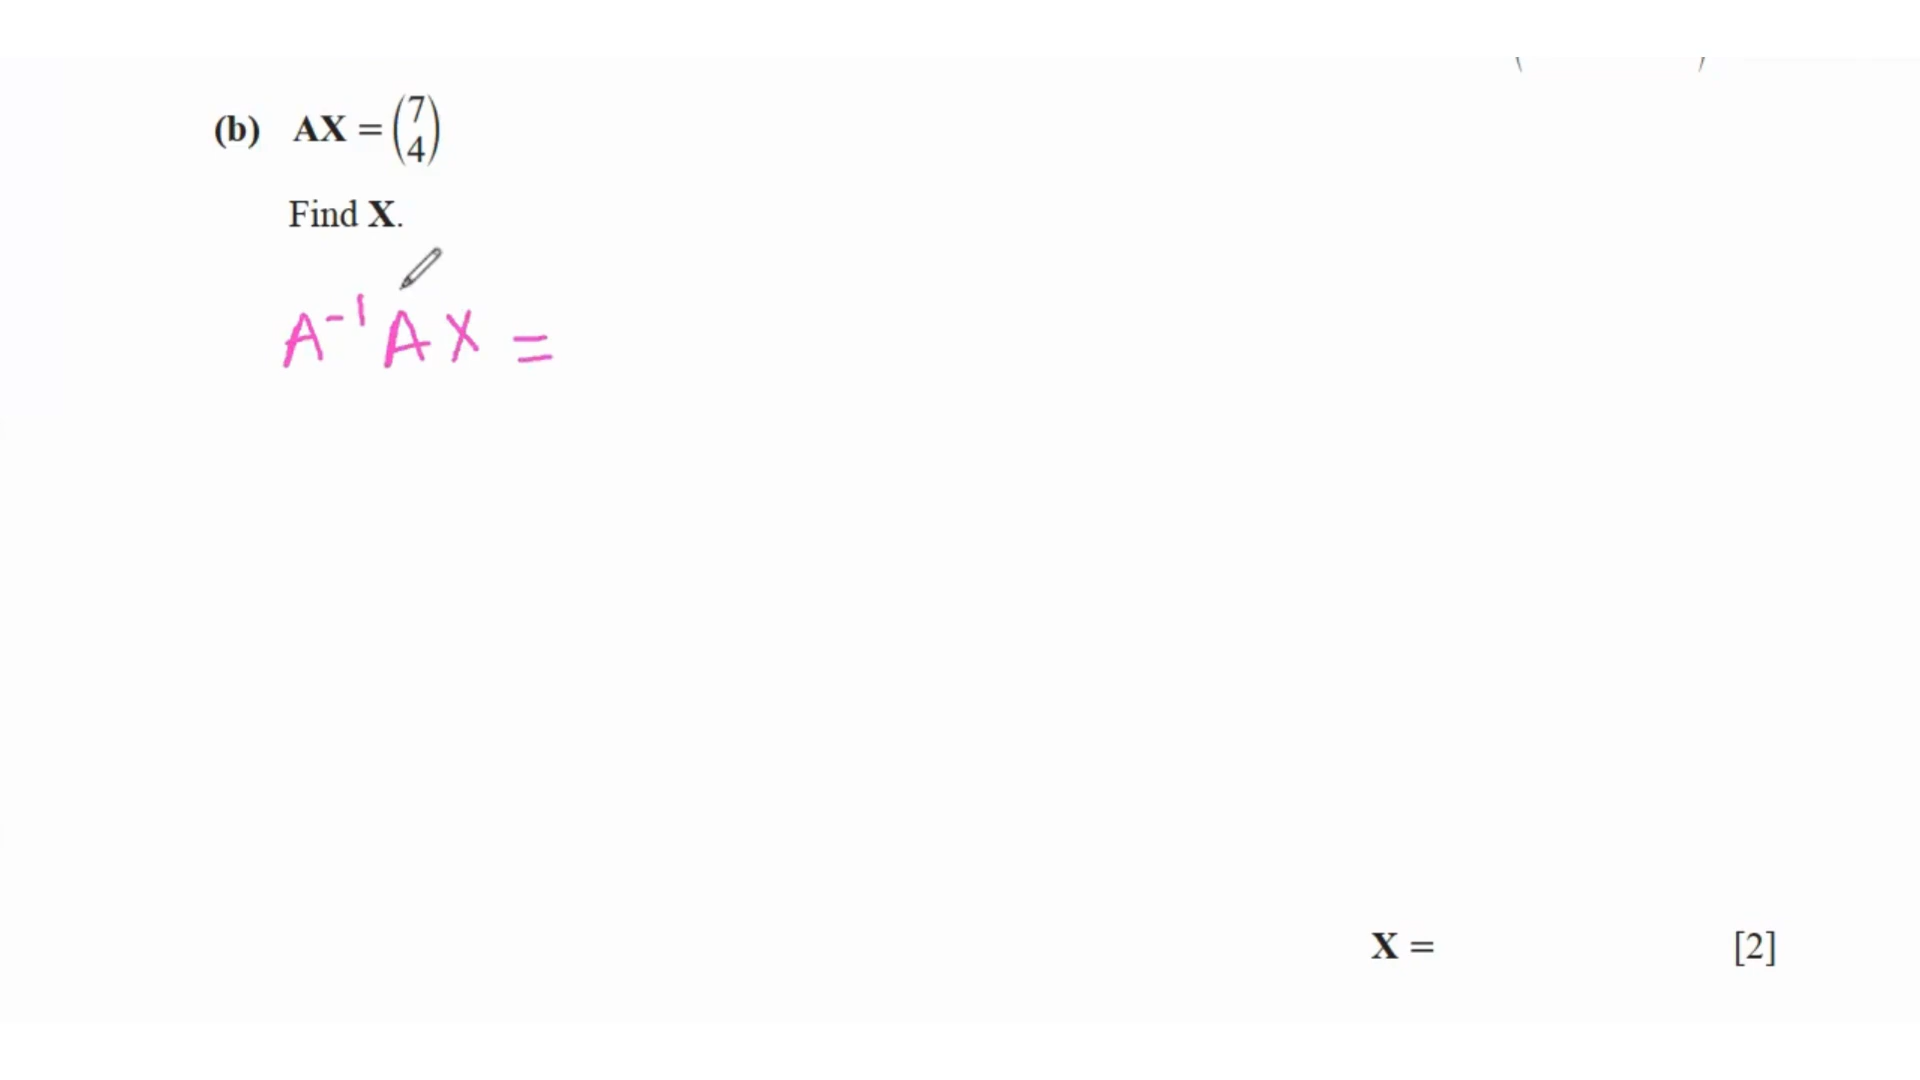 (b) AX = (7
4)
Find X.
A⁻¹AX =
X = [2]